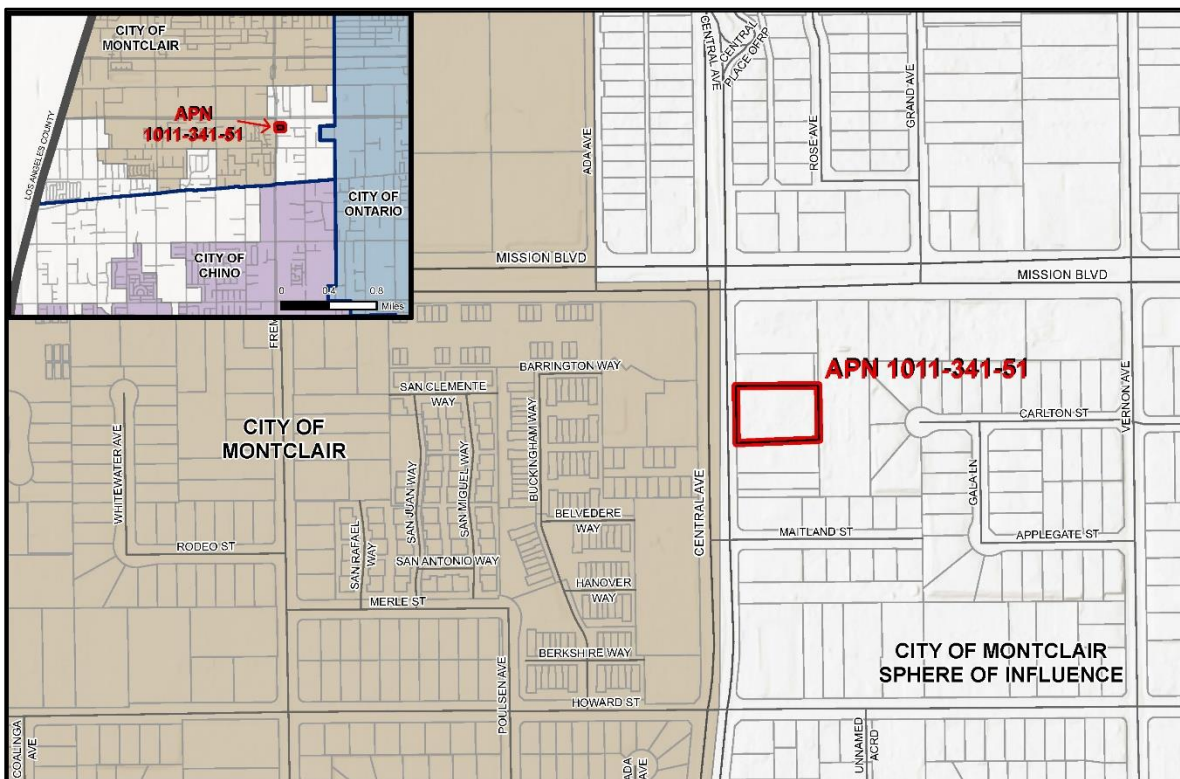 CITY OF
MONTCLAIR
APN
1011-341-51
LOS ANGELES COUNTY
CITY OF
ONTARIO
CITY OF
CHINO
0
0.4
0.8
Miles
CENTRAL AVE
CENTRAL
PLACE OFRP
ADA AVE
ROSE AVE
GRAND AVE
MISSION BLVD
MISSION BLVD
FREM
BARRINGTON WAY
SAN CLEMENTE
WAY
APN 1011-341-51
CITY OF
MONTCLAIR
WHITEWATER AVE
SAN JUAN WAY
SAN MIGUEL WAY
BUCKINGHAM WAY
CENTRAL AVE
CARLTON ST
VERNON AVE
GALA LN
BELVEDERE
WAY
MAITLAND ST
APPLEGATE ST
RODEO ST
SAN RAFAEL
WAY
SAN ANTONIO WAY
HANOVER
WAY
MERLE ST
BERKSHIRE WAY
CITY OF MONTCLAIR
SPHERE OF INFLUENCE
POULSEN AVE
HOWARD ST
COALINGA
AVE
ADA
AVE
UNNAMED
ACRD